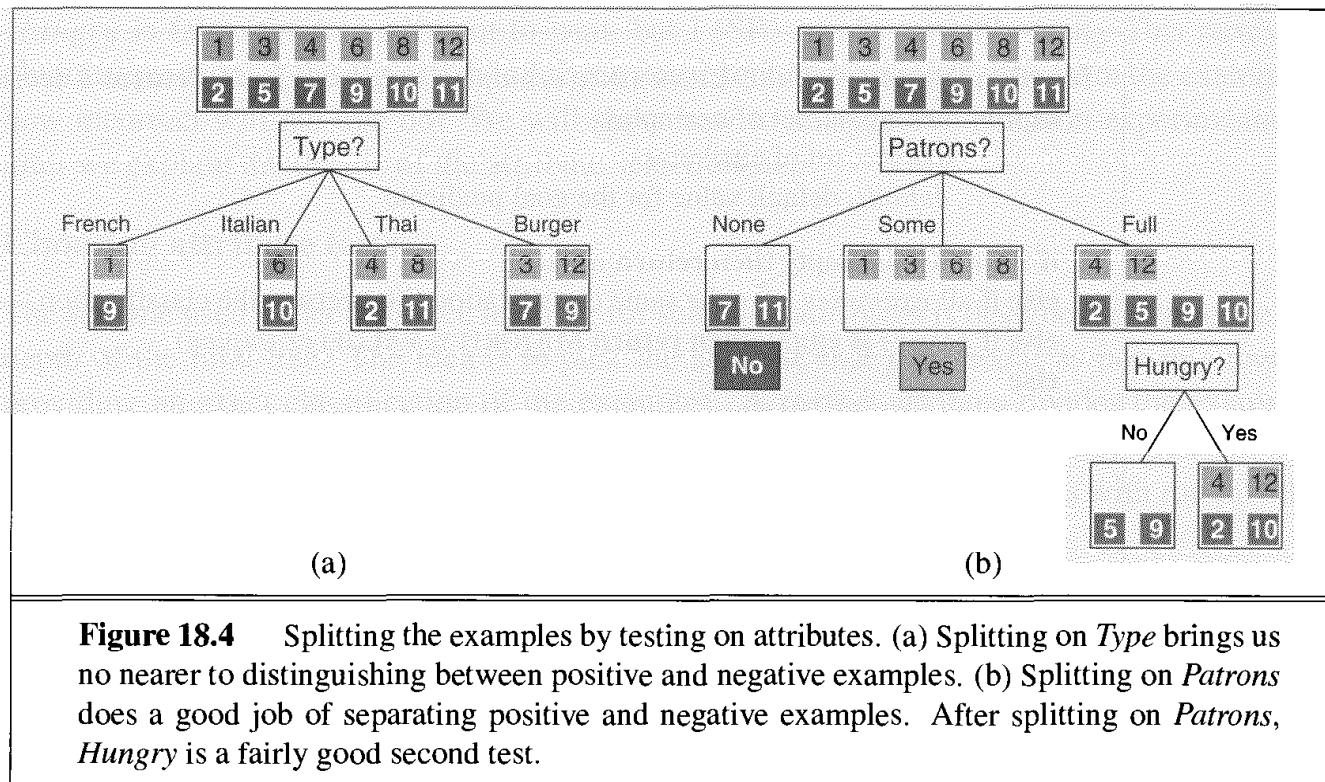 1 3 4 6 8 12
2 5 7 9 10 11
Type?
French Italian Thai Burger
1 6 4 8 3 12
9 10 2 11 7 9
(a)
1 3 4 6 8 12
2 5 7 9 10 11
Patrons?
None Some Full
1 3 6 8 4 12
7 11 2 5 9 10
No Yes Hungry?
No Yes
4 12
5 9 2 10
(b)
Figure 18.4 Splitting the examples by testing on attributes. (a) Splitting on Type brings us
no nearer to distinguishing between positive and negative examples. (b) Splitting on Patrons
does a good job of separating positive and negative examples. After splitting on Patrons,
Hungry is a fairly good second test.